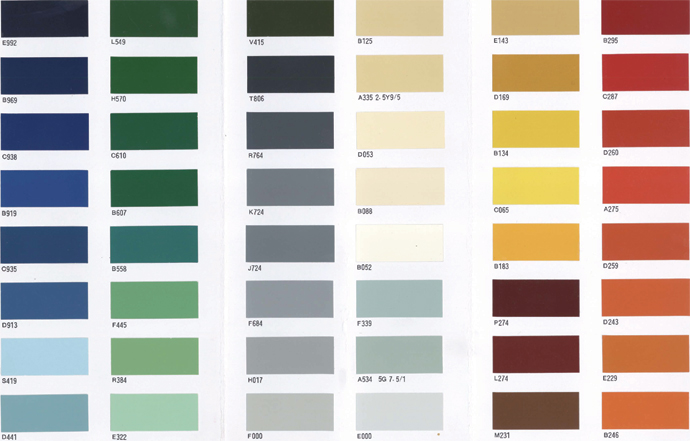 E992
L549
V415
B125
E143
B295
B969
H570
T806
A335 2-5Y9/5
D169
C287
C938
C610
R764
D053
B134
D260
B919
B607
K724
B088
C065
A275
C935
B558
J724
B052
B183
D259
D913
F445
F684
F339
P274
D243
S419
R384
H017
A534 5G 7-5/1
L274
E229
D441
E322
F000
E000
M231
B246